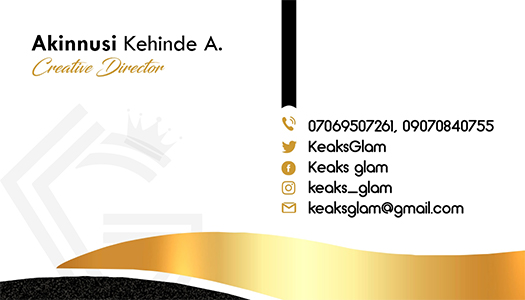 Akinnusi Kehinde A.
Creative Director
07069507261, 09070840755
KeaksGlam
Keaks glam
keaks_glam
keaksglam@gmail.com